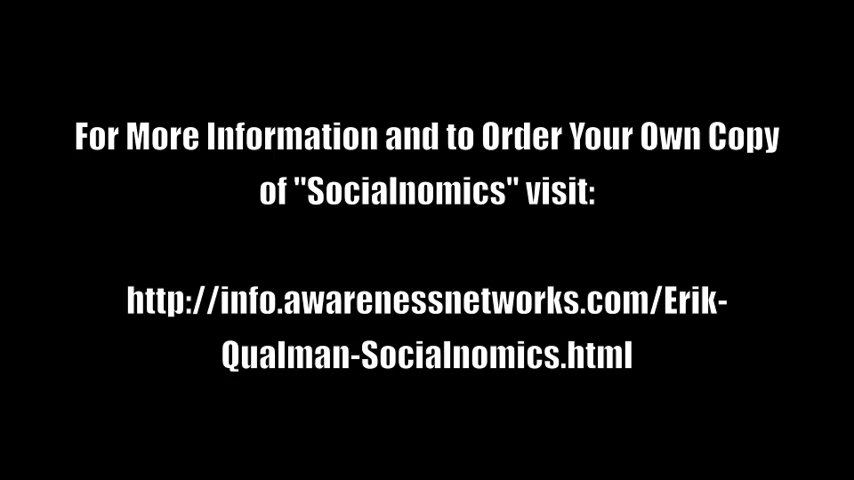 For More Information and to Order Your Own Copy
of "Socialnomics" visit:
http://info.awarenessnetworks.com/Erik-
Qualman-Socialnomics.html